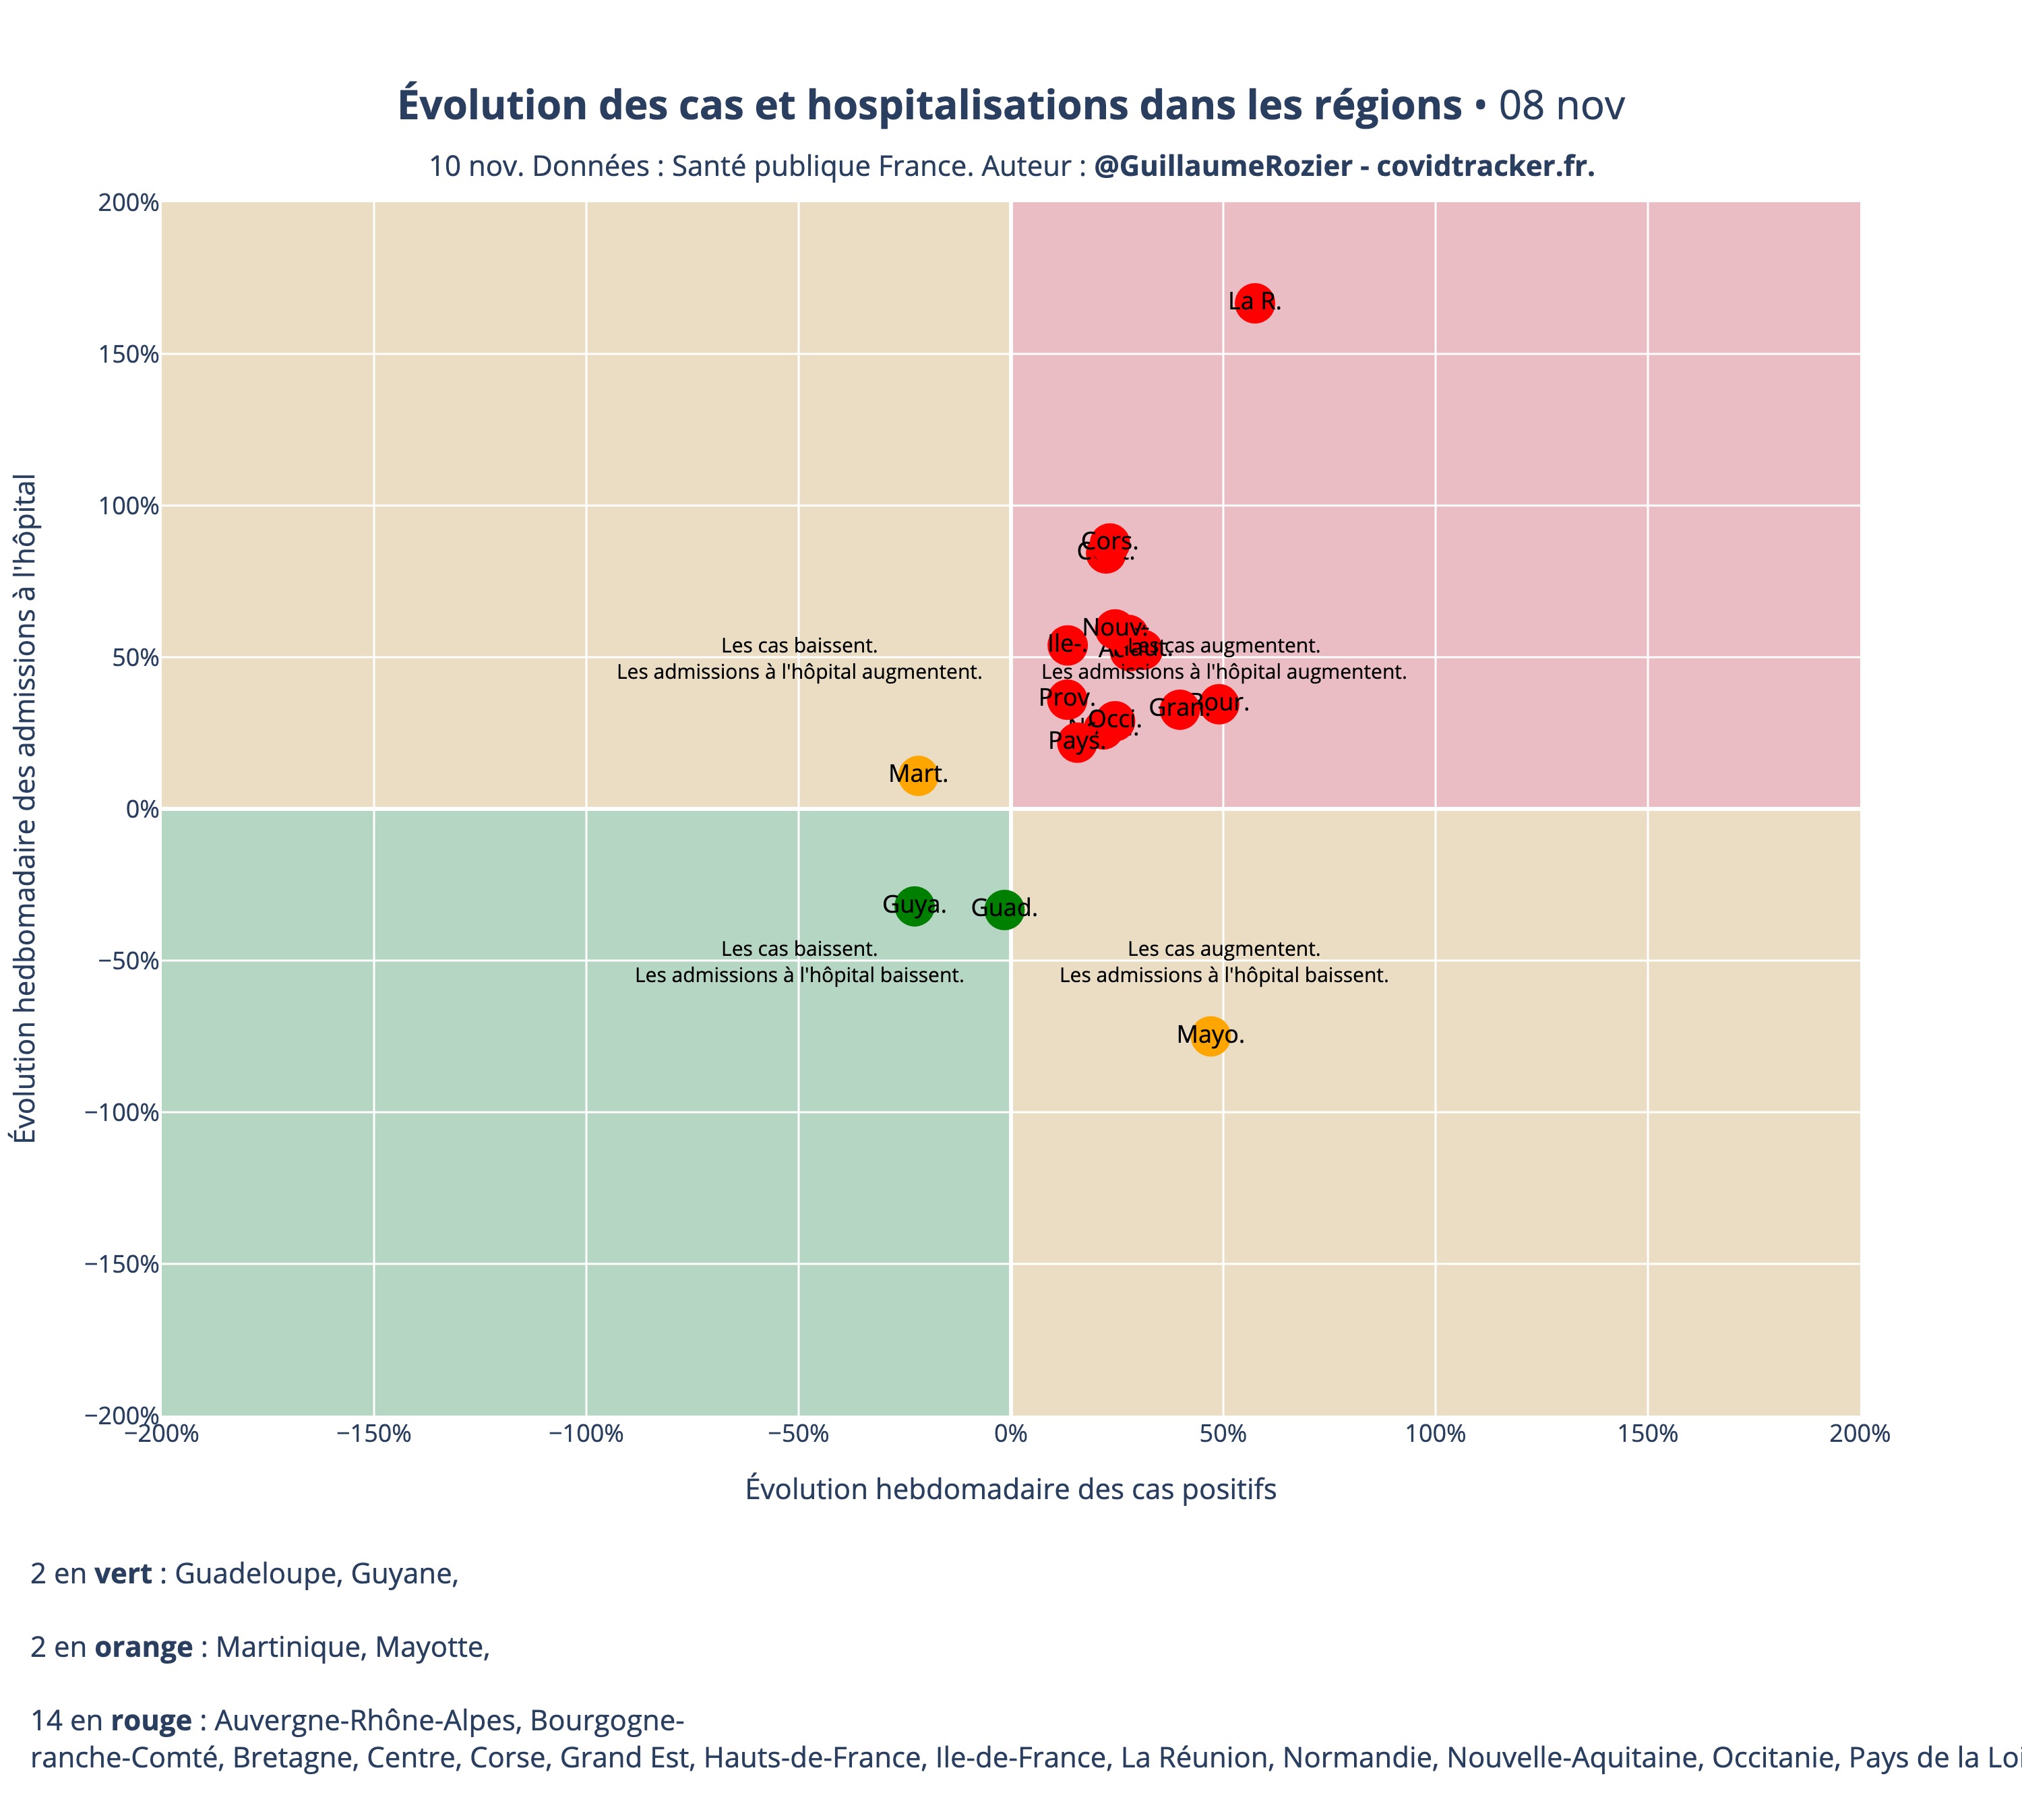 Évolution des cas et hospitalisations dans les régions • 08 nov
10 nov. Données : Santé publique France. Auteur : @GuillaumeRozier - covidtracker.fr.
Évolution hedbomadaire des admissions à l'hôpital
200%
150%
100%
50%
0%
−50%
−100%
−150%
−200%
La R.
Cors.
Nouv.
Ile-.
Les cas baissent.
Les admissions à l'hôpital augmentent.
Les cas augmentent.
Les admissions à l'hôpital augmentent.
Prov.
Gran.
Occi.
Pays.
Mart.
Guya.
Guad.
Les cas baissent.
Les admissions à l'hôpital baissent.
Les cas augmentent.
Les admissions à l'hôpital baissent.
Mayo.
−200%
−150%
−100%
−50%
0%
50%
100%
150%
200%
Évolution hebdomadaire des cas positifs
2 en vert : Guadeloupe, Guyane,
2 en orange : Martinique, Mayotte,
14 en rouge : Auvergne-Rhône-Alpes, Bourgogne-
ranche-Comté, Bretagne, Centre, Corse, Grand Est, Hauts-de-France, Ile-de-France, La Réunion, Normandie, Nouvelle-Aquitaine, Occitanie, Pays de la Loi